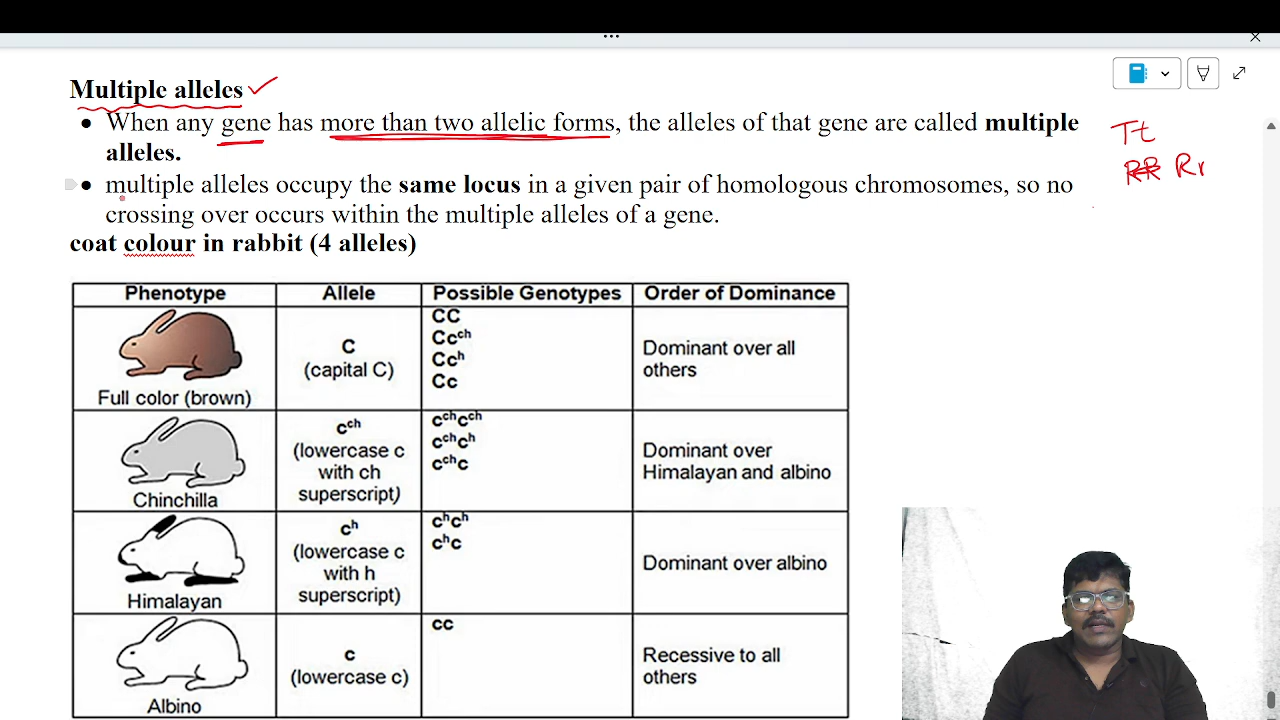 Multiple alleles
• When any gene has more than two allelic forms, the alleles of that gene are called multiple
alleles.
• multiple alleles occupy the same locus in a given pair of homologous chromosomes, so no
crossing over occurs within the multiple alleles of a gene.
coat colour in rabbit (4 alleles)
Tt
RR Rr
Phenotype Allele Possible Genotypes Order of Dominance
Full color (brown)
C
(capital C)
CC
Ccᶜʰ
Ccʰ
Cc
Dominant over all
others
Chinchilla
cᶜʰ
(lowercase c
with ch
superscript)
cᶜʰcᶜʰ
cᶜʰcʰ
cᶜʰc
Dominant over
Himalayan and albino
Himalayan
cʰ
(lowercase c
with h
superscript)
cʰcʰ
cʰc
Dominant over albino
Albino
c
(lowercase c)
cc
Recessive to all
others